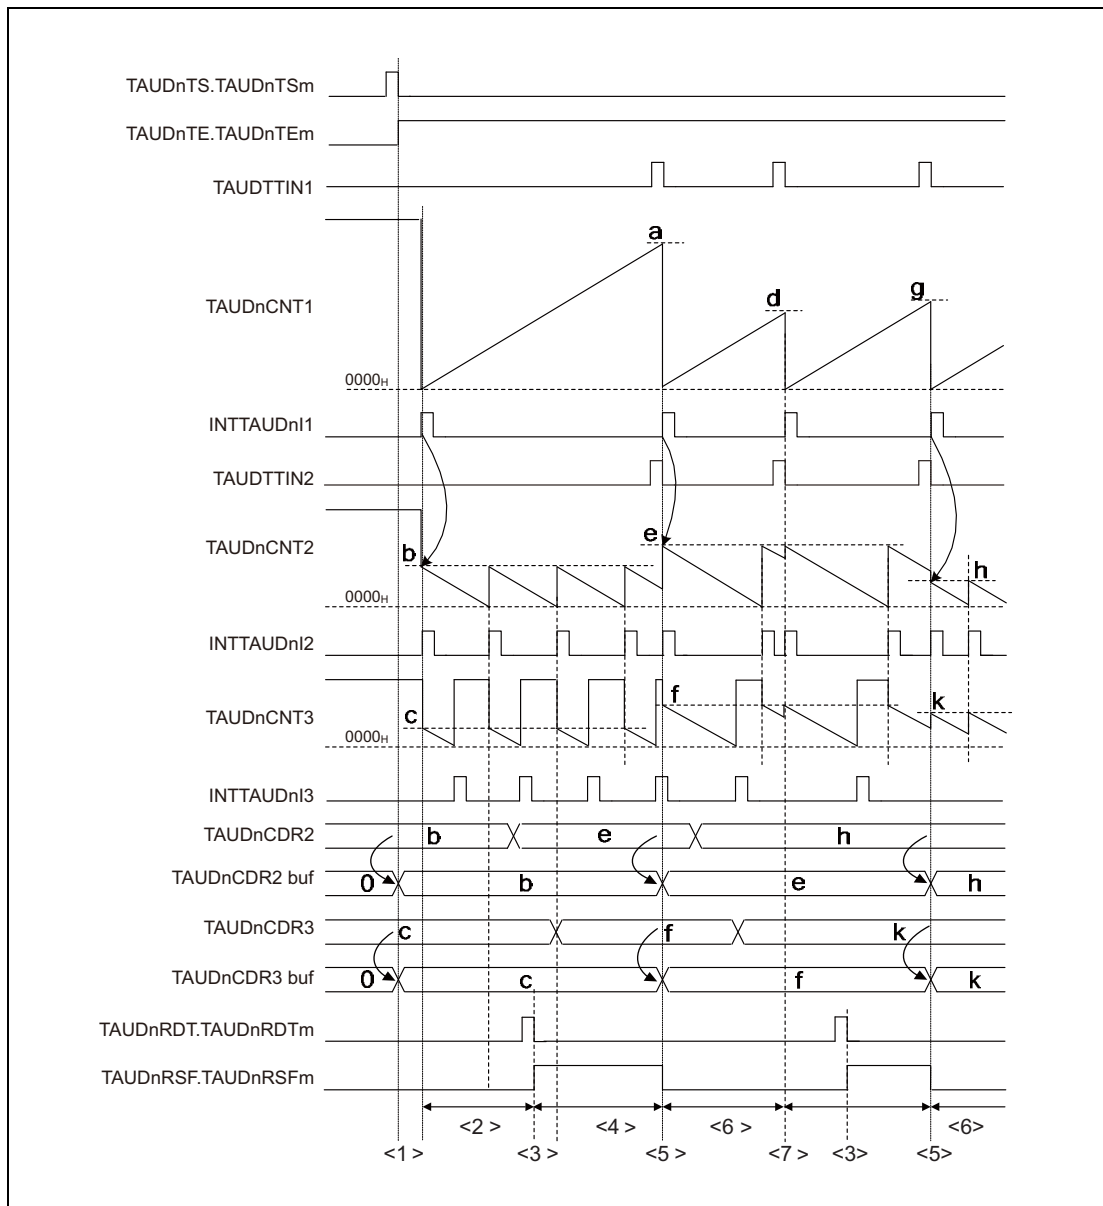 TAUDnTS.TAUDnTSm
TAUDnTE.TAUDnTEm
TAUDTTIN1
a
d
g
TAUDnCNT1
0000H
INTTAUDnI1
TAUDTTIN2
e
TAUDnCNT2
b
h
0000H
INTTAUDnI2
f
k
TAUDnCNT3
c
0000H
INTTAUDnI3
TAUDnCDR2
b
e
h
TAUDnCDR2 buf
0
b
e
h
TAUDnCDR3
c
f
k
TAUDnCDR3 buf
0
c
f
k
TAUDnRDT.TAUDnRDTm
TAUDnRSF.TAUDnRSFm
<2 >
<4 >
<6 >
<6>
<1 >
<3 >
<5 >
<7 >
<3>
<5>